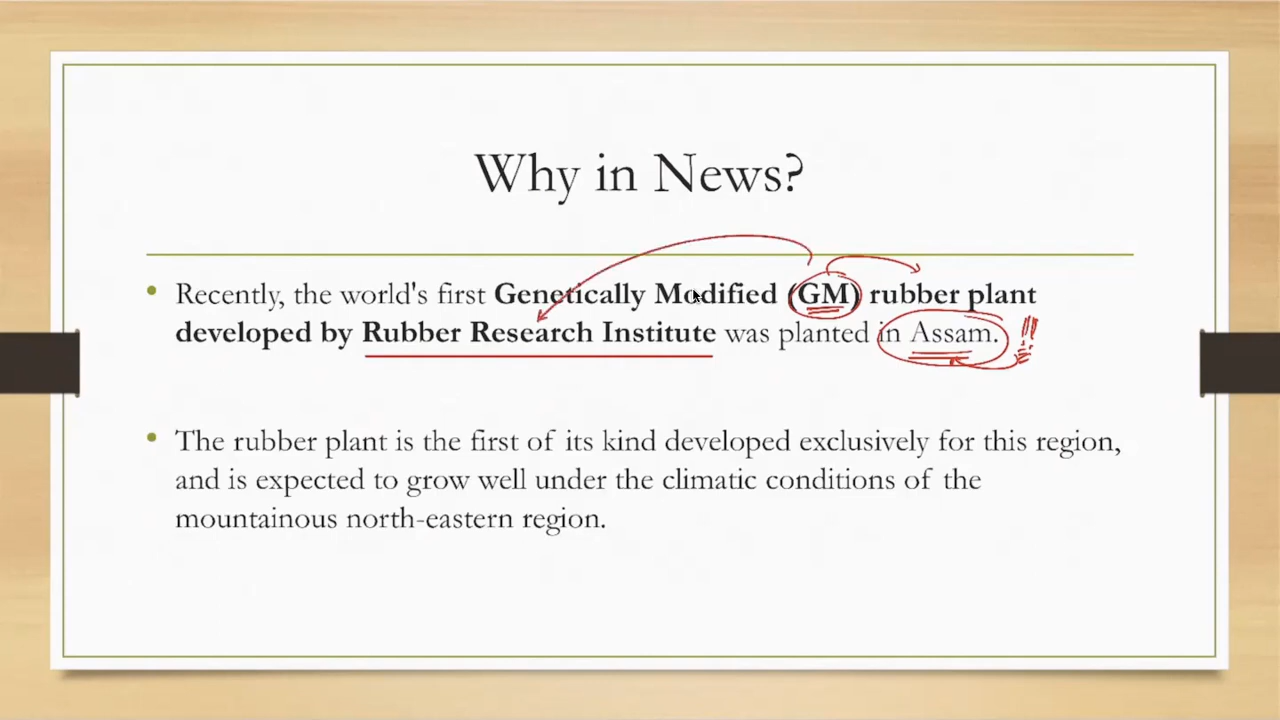 Why in News?
• Recently, the world's first Genetically Modified (GM) rubber plant
developed by Rubber Research Institute was planted in Assam. !!
• The rubber plant is the first of its kind developed exclusively for this region,
and is expected to grow well under the climatic conditions of the
mountainous north-eastern region.